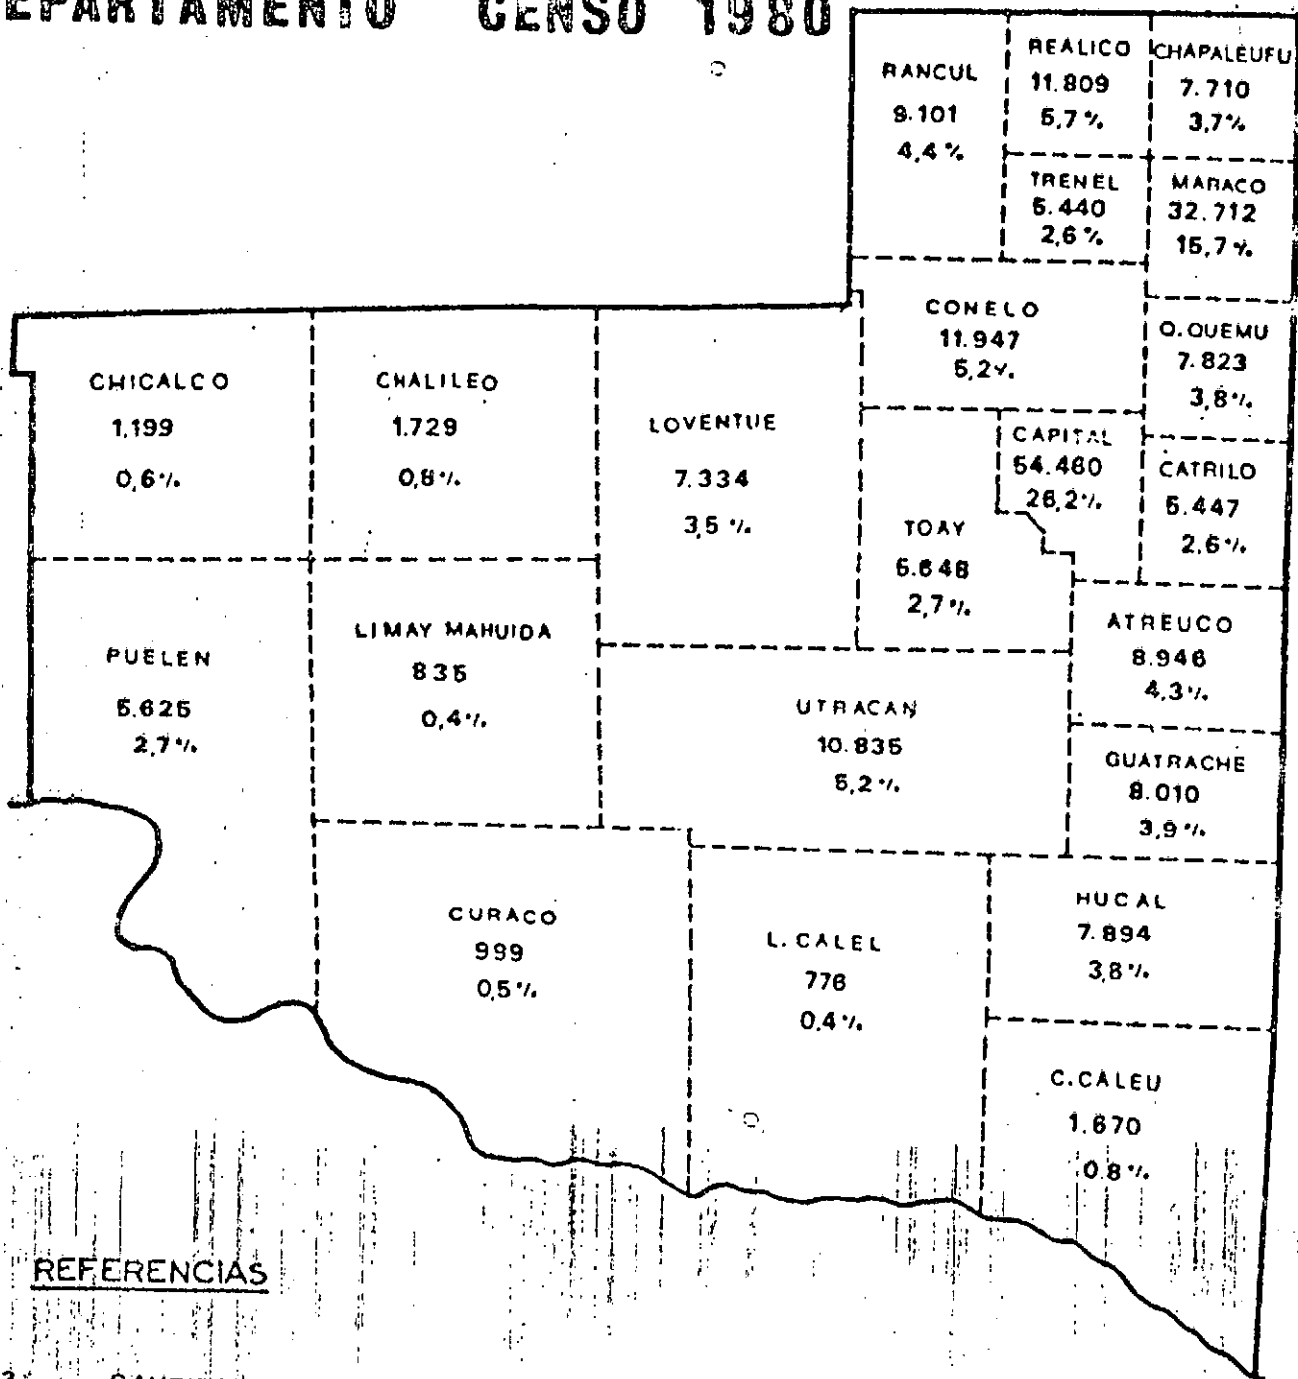 EPARTAMENTO CENSO 1980
RANCUL
9.101
4,4%
REALICO
11.809
5,7%
CHAPALEUFU
7.710
3,7%
TRENEL
5.440
2,6%
MARACO
32.712
15,7%
CONELO
11.947
5,2%
O.QUEMU
7.823
3,8%
CHICALCO
1,199
0,6%
CHALILEO
1.729
0,8%
LOVENTUE
7.334
3,5%
CAPITAL
54.460
26,2%
CATRILO
5.447
2,6%
TOAY
5.648
2,7%
PUELEN
5.625
2,7%
LIMAY MAHUIDA
835
0,4%
UTRACAN
10.835
5,2%
ATREUCO
8.946
4,3%
GUATRACHE
8.010
3,9%
CURACO
999
0,5%
L. CALEL
776
0.4%
HUCAL
7.894
3,8%
C.CALEU
1.670
0.8%
REFERENCIAS